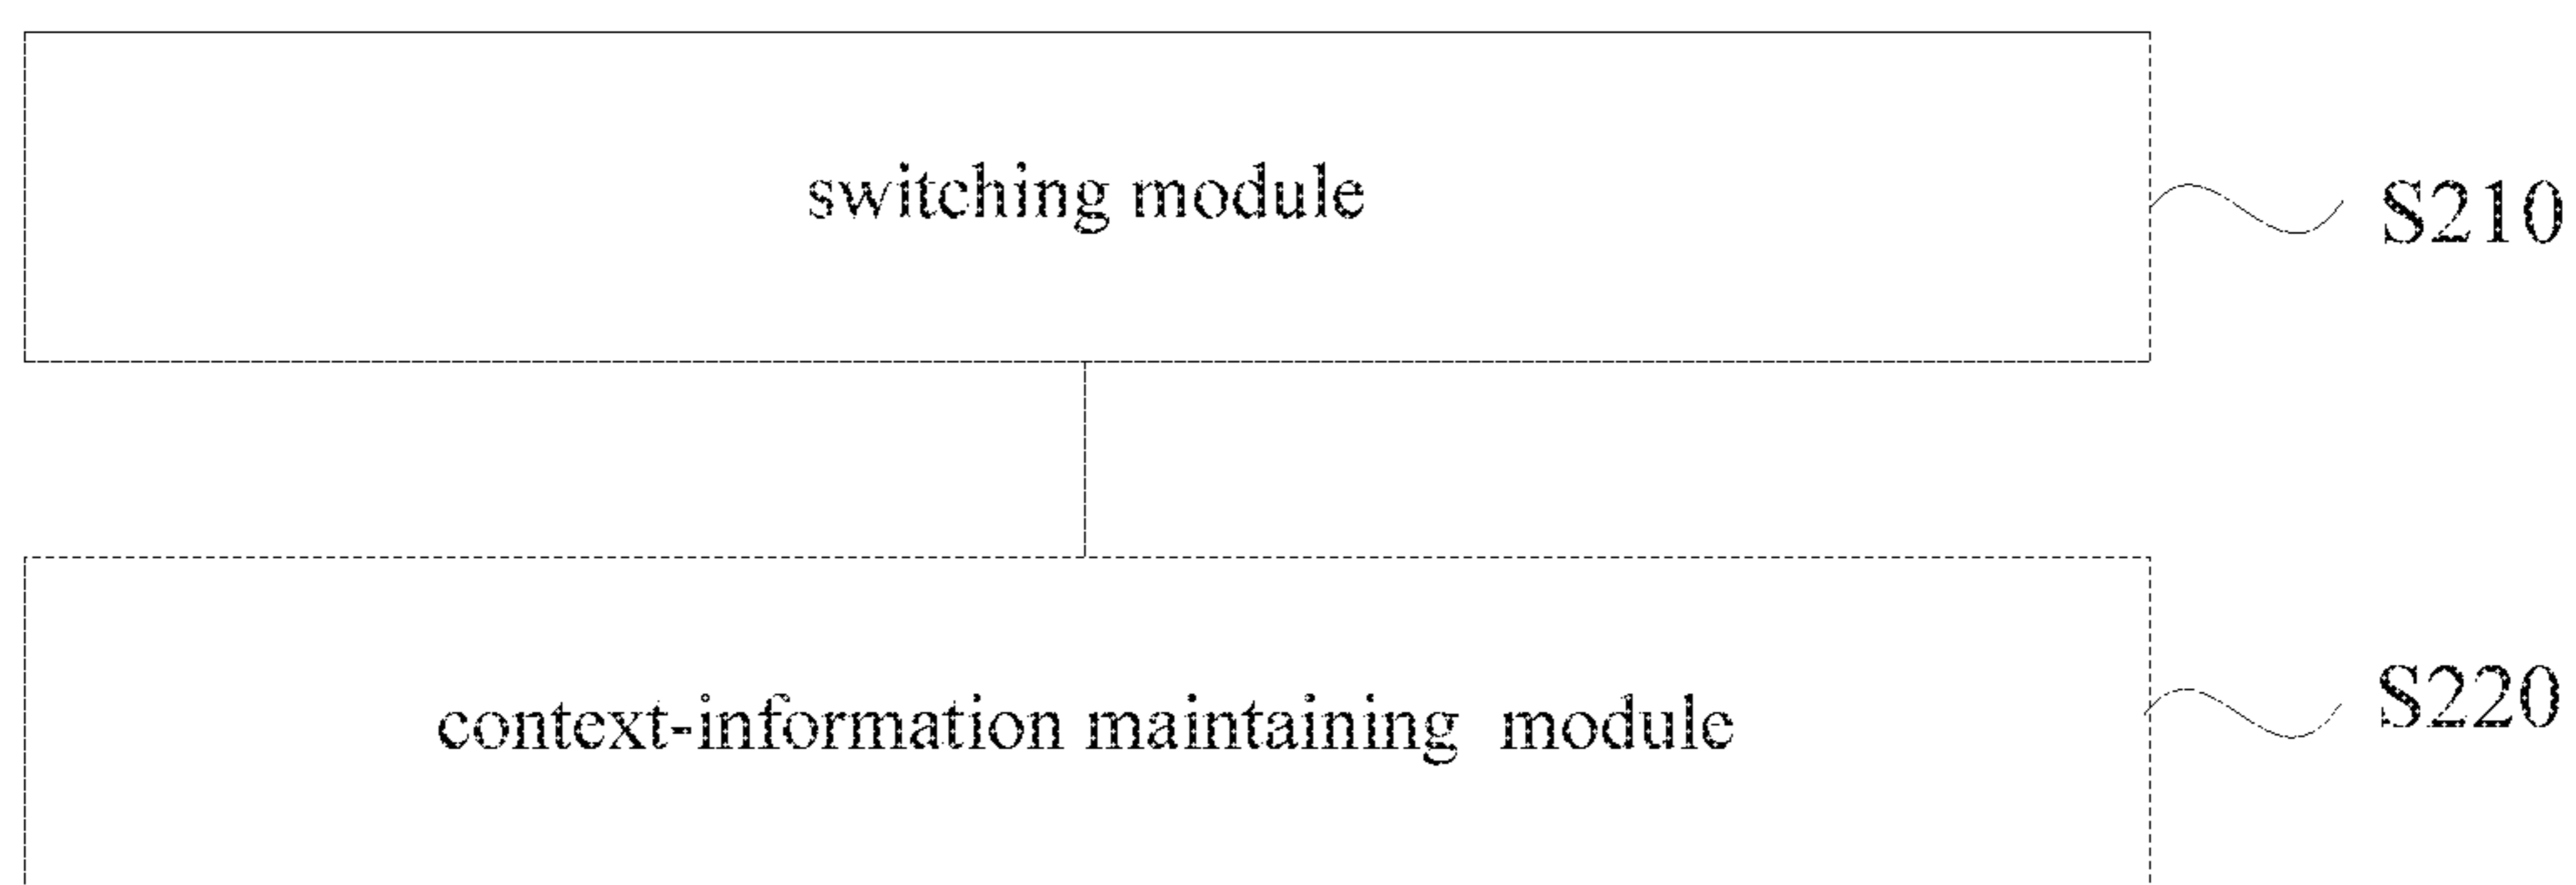 switching module
S210
context-information maintaining module
S220